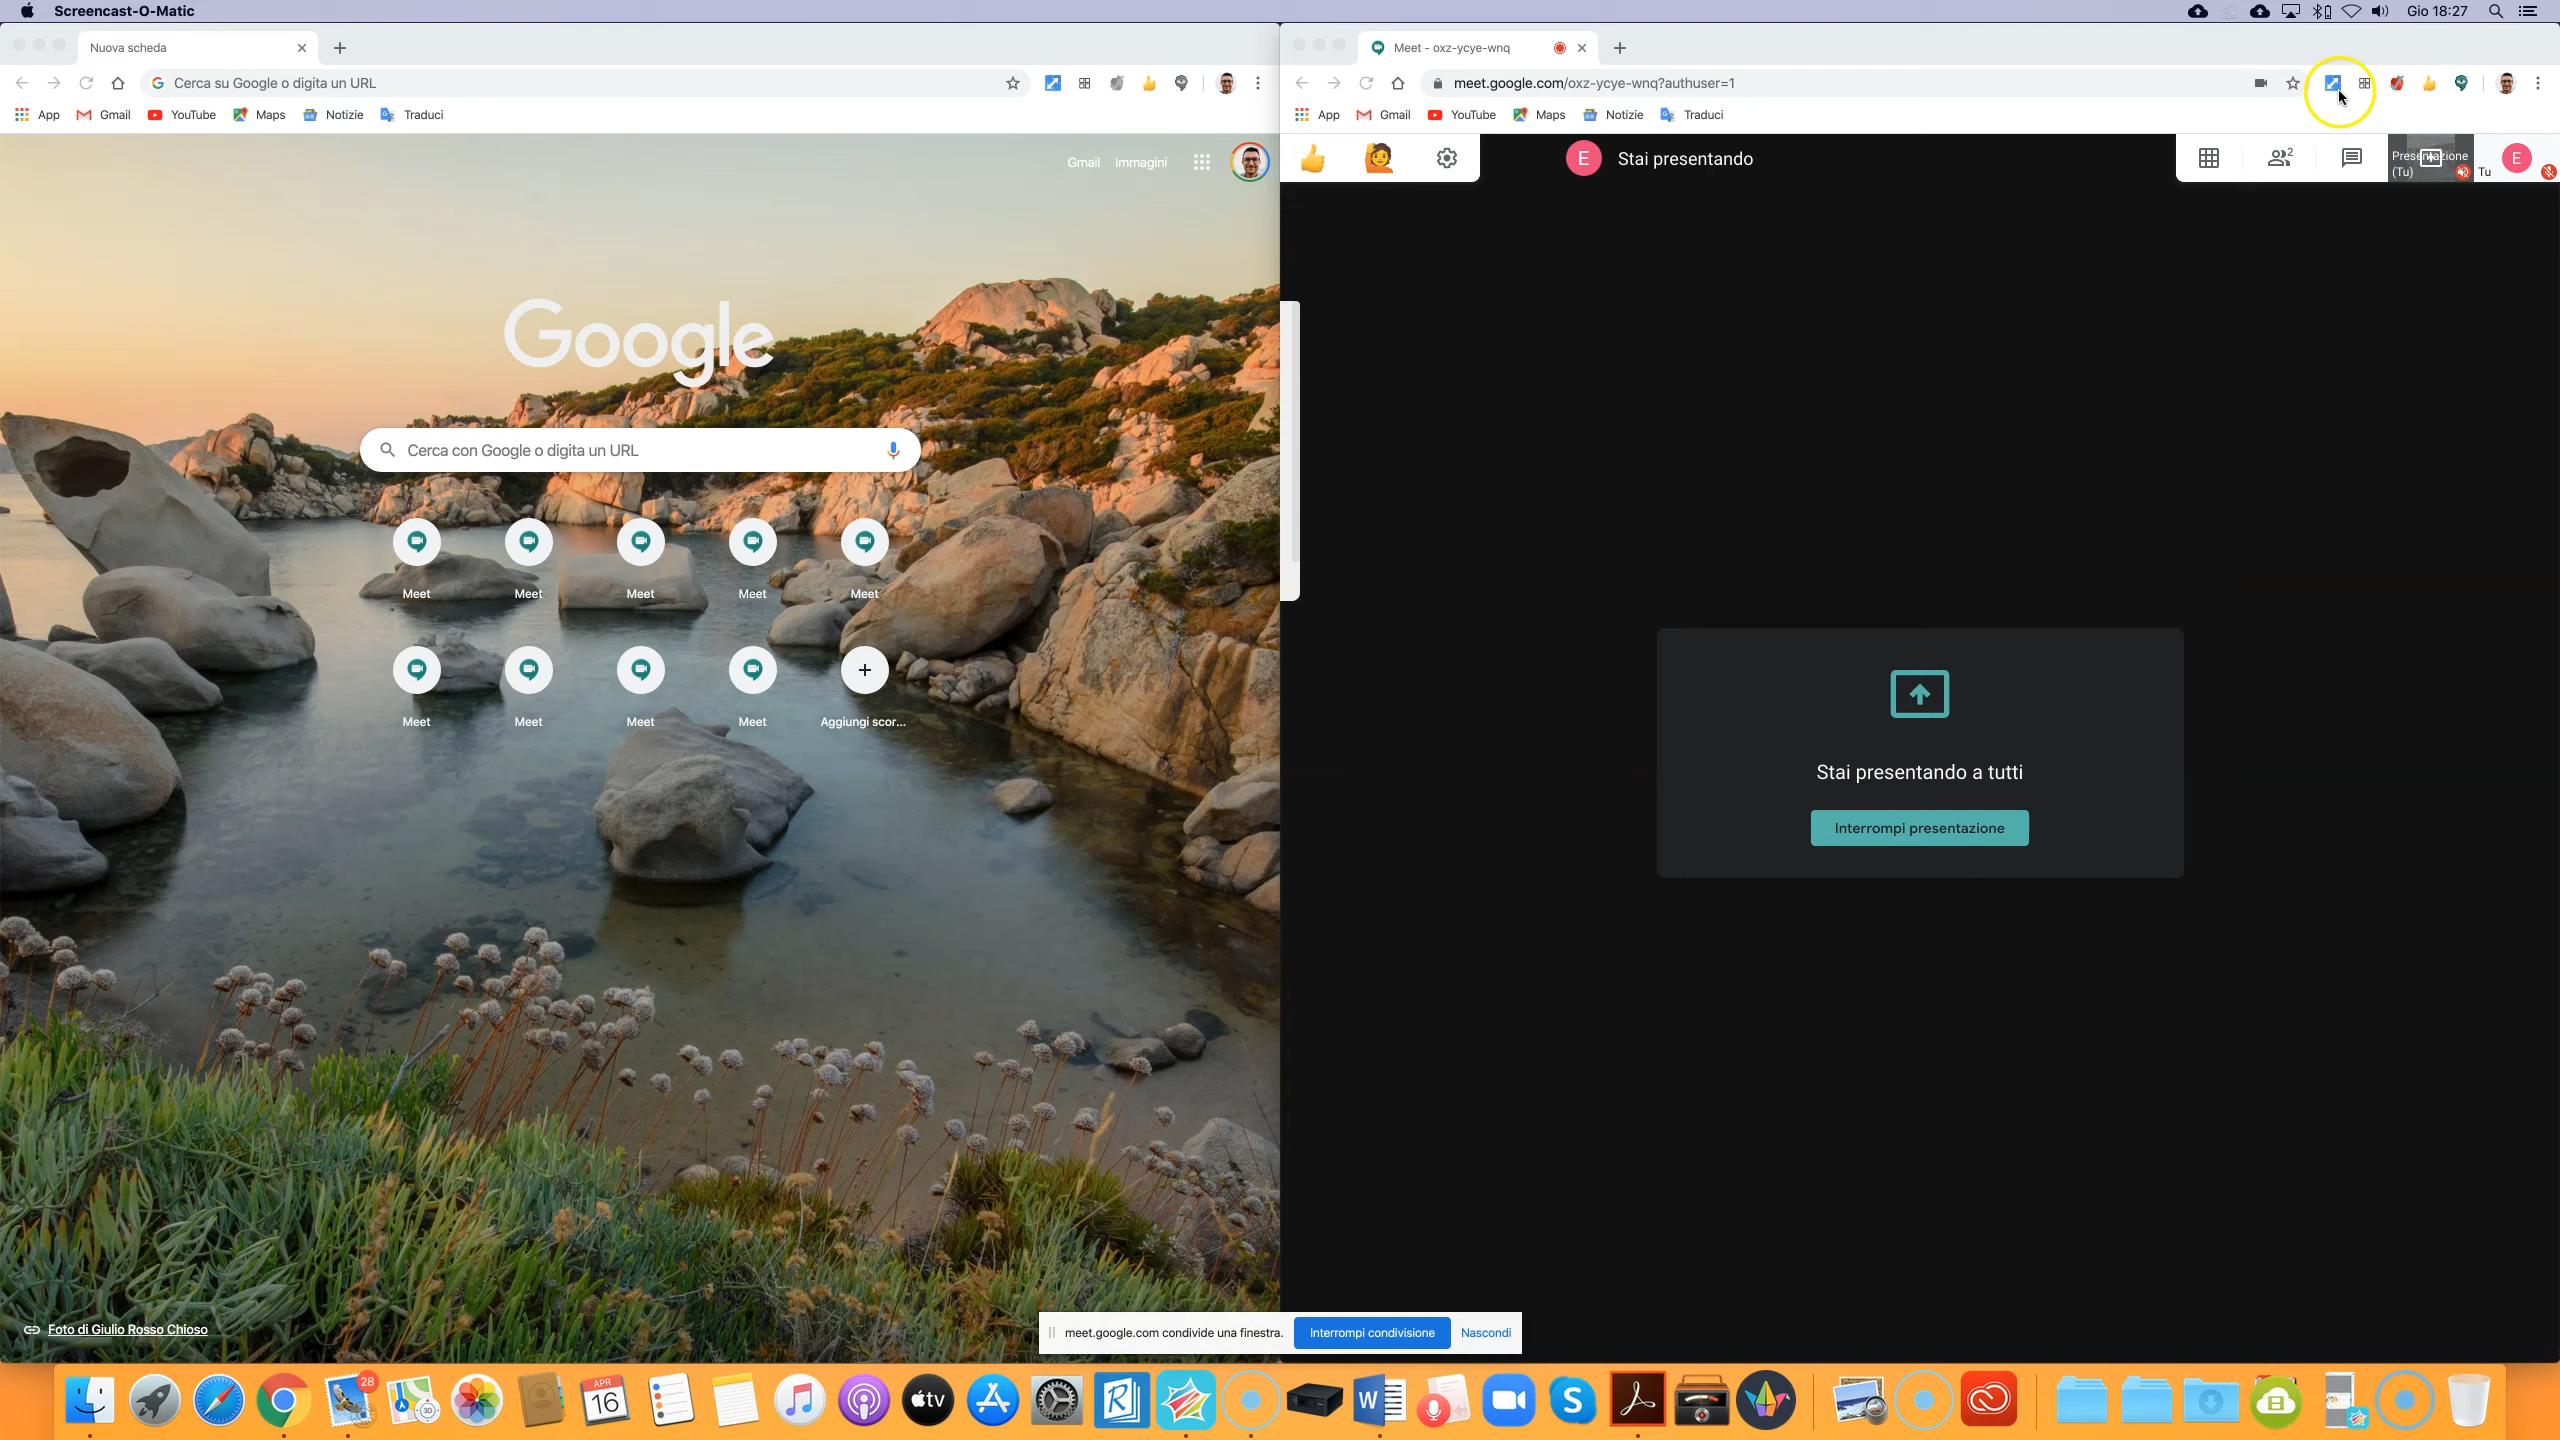 Screencast-O-Matic
Gio 18:27
Nuova scheda
Cerca su Google o digita un URL
App
Gmail
YouTube
Maps
Notizie
Traduci
Gmail
Immagini
Google
Cerca con Google o digita un URL
Meet
Meet
Meet
Meet
Meet
Meet
Meet
Meet
Meet
Aggiungi scor...
Foto di Giulio Rosso Chioso
Meet - oxz-ycye-wnq
meet.google.com/oxz-ycye-wnq?authuser=1
App
Gmail
YouTube
Maps
Notizie
Traduci
E
Stai presentando
2
Presentazione
(Tu)
Tu
E
Stai presentando a tutti
Interrompi presentazione
meet.google.com condivide una finestra.
Interrompi condivisione
Nascondi
28
3D
APR
16
tv